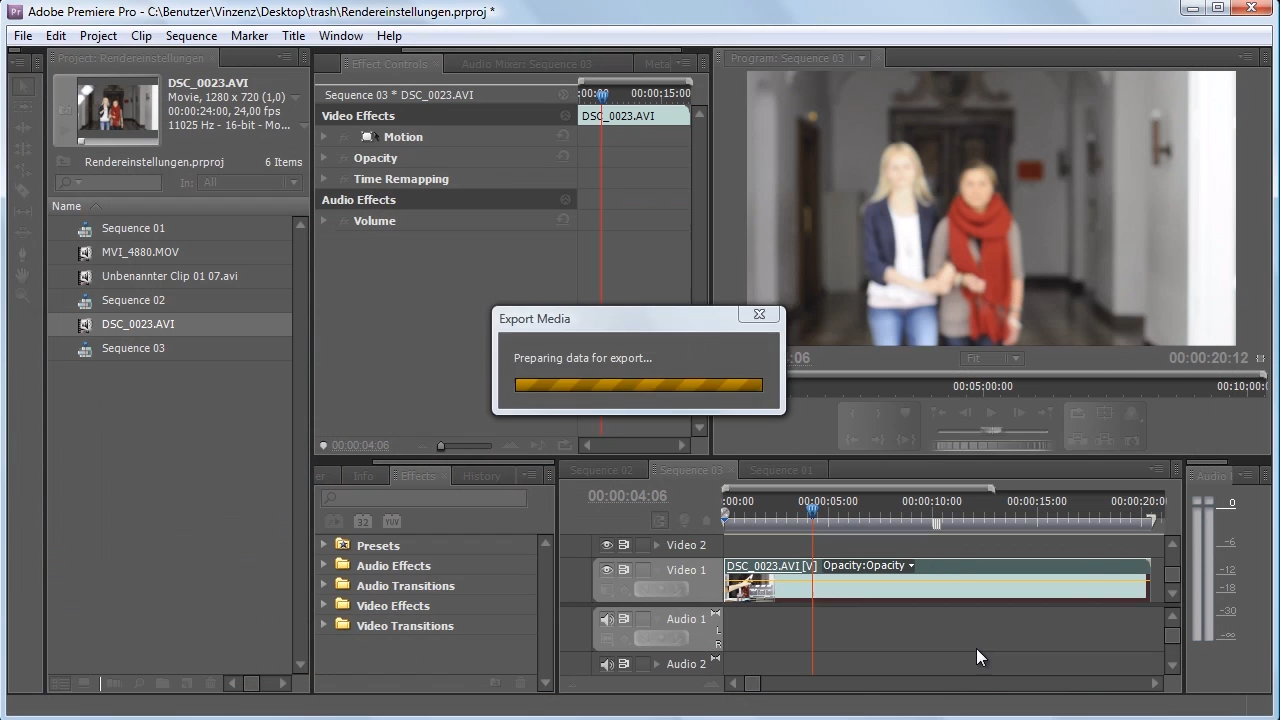 Adobe Premiere Pro - C:\Benutzer\Vinzenz\Desktop\trash\Rendereinstellungen.prproj *
File Edit Project Clip Sequence Marker Title Window Help
Project: Rendereinstellungen
DSC_0023.AVI
Movie, 1280 x 720 (1,0)
00:00:24:00, 24,00 fps
11025 Hz - 16-bit - Mo...
Rendereinstellungen.prproj 6 Items
In: All
Name
Sequence 01
MVI_4880.MOV
Unbenannter Clip 01 07.avi
Sequence 02
DSC_0023.AVI
Sequence 03
Effect Controls Audio Mixer: Sequence 03 Meta
Sequence 03 * DSC_0023.AVI
:00:00 00:00:15:00
Video Effects DSC_0023.AVI
Motion
Opacity
Time Remapping
Audio Effects
Volume
00:00:04:06
Program: Sequence 03
:06 Fit 00:00:20:12
00:05:00:00 00:10:00:
Export Media
Preparing data for export...
er Info Effects History
32 YUV
Presets
Audio Effects
Audio Transitions
Video Effects
Video Transitions
Sequence 02 Sequence 03 Sequence 01
00:00:04:06
:00:00 00:00:05:00 00:00:10:00 00:00:15:00 00:00:20:0
Video 2
Video 1
DSC_0023.AVI [V] Opacity:Opacity
Audio 1
L
R
Audio 2
Audio
0
-6
-12
-18
-30
-∞